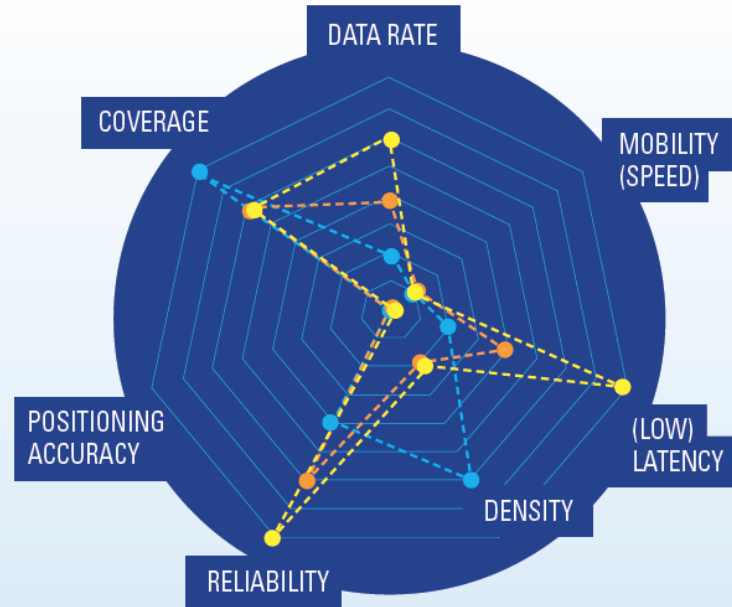 DATA RATE
COVERAGE
MOBILITY
(SPEED)
POSITIONING
ACCURACY
(LOW)
LATENCY
DENSITY
RELIABILITY